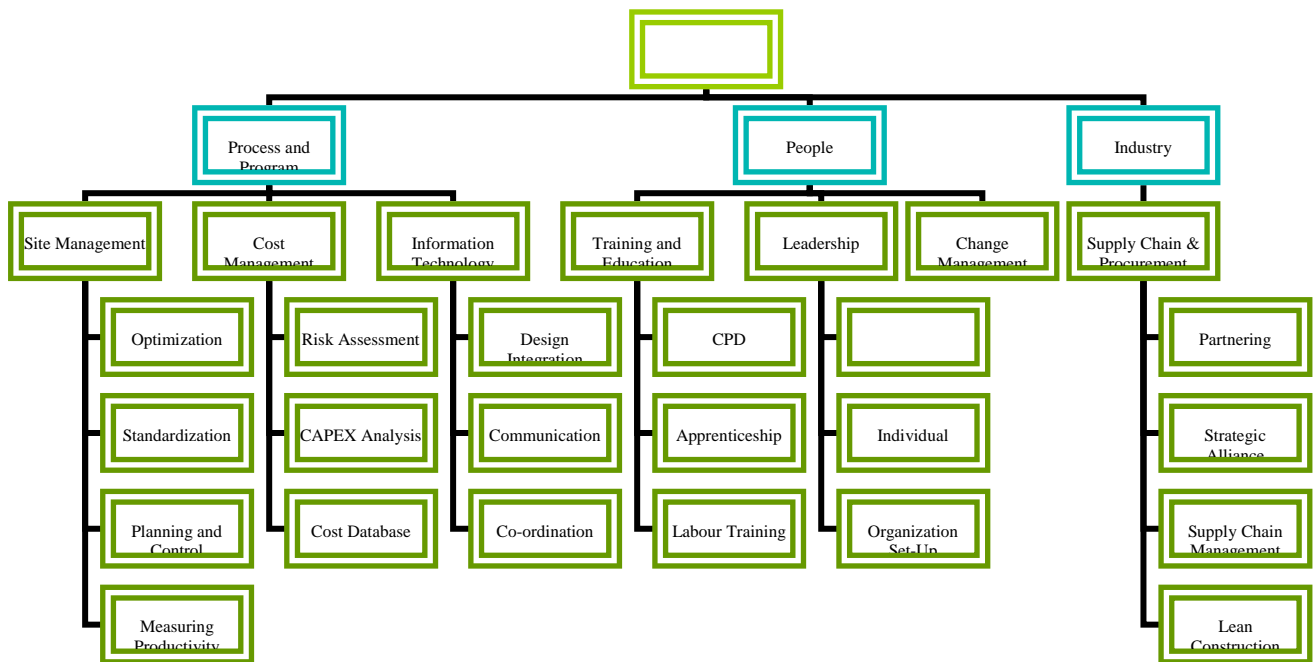 Process and
Program
People
Industry
Site Management
Cost
Management
Information
Technology
Training and
Education
Leadership
Change
Management
Supply Chain &
Procurement
Optimization
Risk Assessment
Design
Integration
CPD
Partnering
Standardization
CAPEX Analysis
Communication
Apprenticeship
Individual
Strategic
Alliance
Planning and
Control
Cost Database
Co-ordination
Labour Training
Organization
Set-Up
Supply Chain
Management
Measuring
Productivity
Lean
Construction